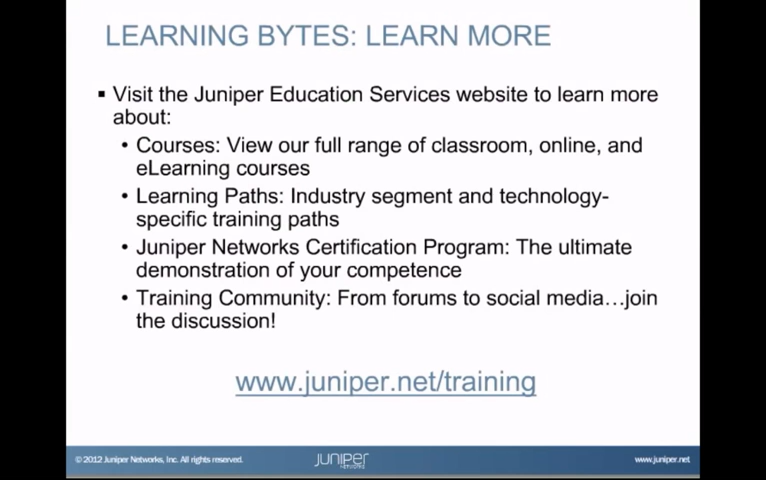 LEARNING BYTES: LEARN MORE
▪ Visit the Juniper Education Services website to learn more
about:
• Courses: View our full range of classroom, online, and
eLearning courses
• Learning Paths: Industry segment and technology-
specific training paths
• Juniper Networks Certification Program: The ultimate
demonstration of your competence
• Training Community: From forums to social media…join
the discussion!
www.juniper.net/training
© 2012 Juniper Networks, Inc. All rights reserved.
JUNIPER
NETWORKS
www.juniper.net